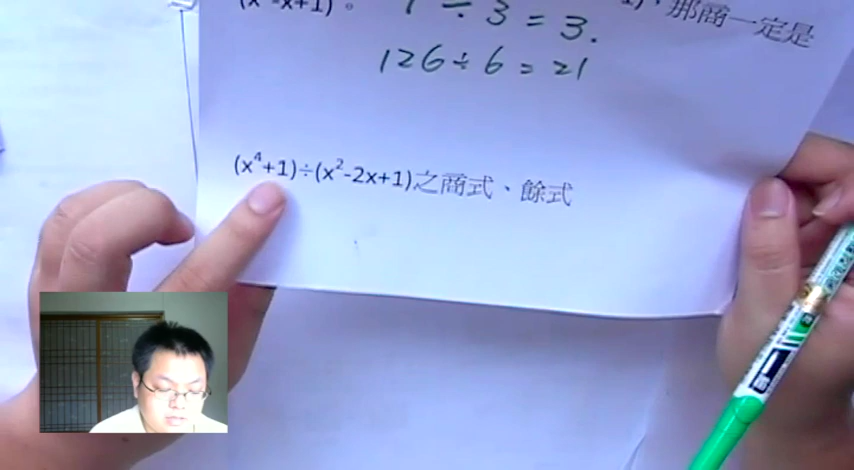 (x²-x+1)。
1)，那商一定是
÷3=3.
126÷6=21
(x⁴+1)÷(x²-2x+1)之商式、餘式